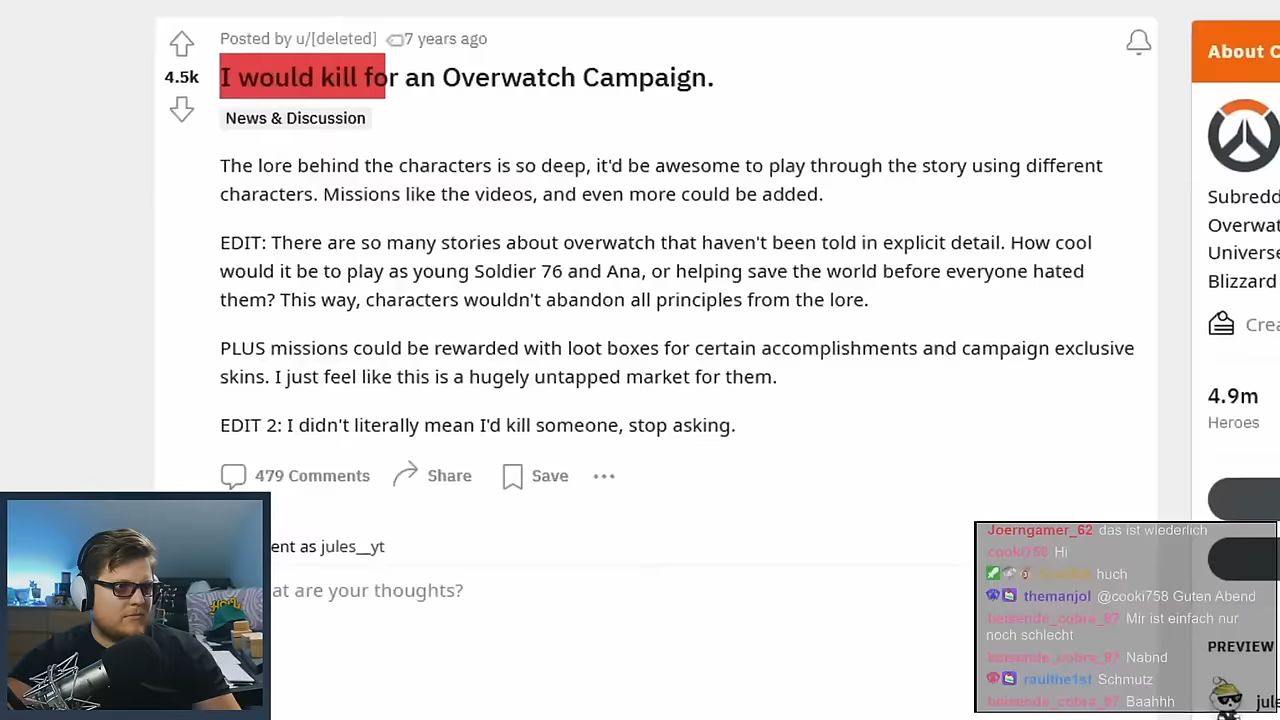 Posted by u/[deleted] 7 years ago
4.5k
I would kill for an Overwatch Campaign.
News & Discussion
The lore behind the characters is so deep, it'd be awesome to play through the story using different
characters. Missions like the videos, and even more could be added.
EDIT: There are so many stories about overwatch that haven't been told in explicit detail. How cool
would it be to play as young Soldier 76 and Ana, or helping save the world before everyone hated
them? This way, characters wouldn't abandon all principles from the lore.
PLUS missions could be rewarded with loot boxes for certain accomplishments and campaign exclusive
skins. I just feel like this is a hugely untapped market for them.
EDIT 2: I didn't literally mean I'd kill someone, stop asking.
479 Comments Share Save
ent as jules__yt
at are your thoughts?
About C
Subredd
Overwat
Universe
Blizzard
Crea
4.9m
Heroes
PREVIEW
jul
Joerngamer_62 das ist wiederlich
cooki758 Hi
huch
themanjol @cooki758 Guten Abend
heisende_cobra_97 Mir ist einfach nur
noch schlecht
heisende_cobra_97 Nabnd
raulthe1st Schmutz
heisende_cobra_97 Baahhh